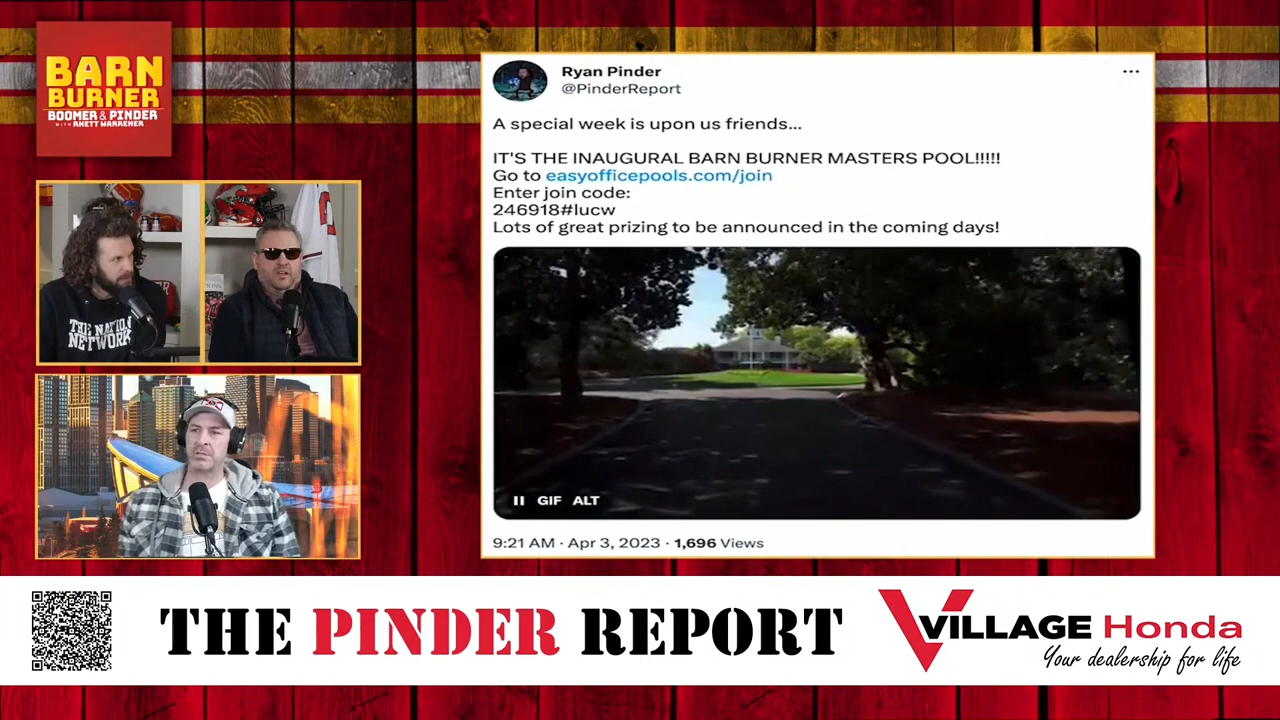 BARN
BURNER
BOOMER & PINDER
WITH RHETT WARRENER
THE NATION
NETWORK
Ryan Pinder
@PinderReport
A special week is upon us friends...
IT'S THE INAUGURAL BARN BURNER MASTERS POOL!!!!!
Go to easyofficepools.com/join
Enter join code:
246918#lucw
Lots of great prizing to be announced in the coming days!
GIF ALT
9:21 AM · Apr 3, 2023 · 1,696 Views
THE PINDER REPORT
VILLAGE Honda
Your dealership for life